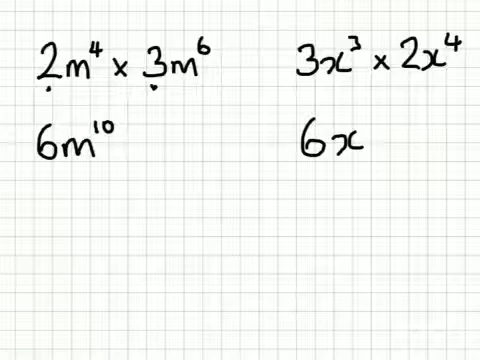 2m⁴ × 3m⁶
6m¹⁰
3x³ × 2x⁴
6x